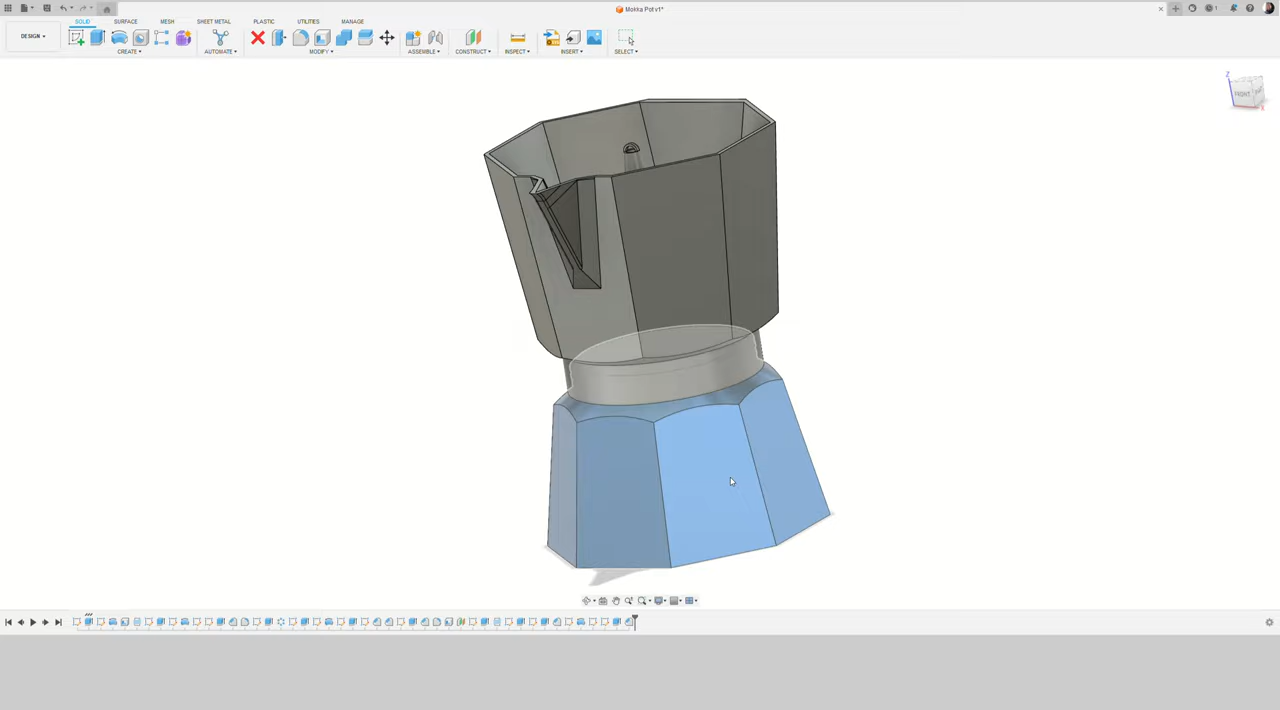 Mokka Pot v1*
DESIGN
SOLID SURFACE MESH SHEET METAL PLASTIC UTILITIES MANAGE
CREATE AUTOMATE MODIFY ASSEMBLE CONSTRUCT INSPECT INSERT SELECT
Z
FRONT
X